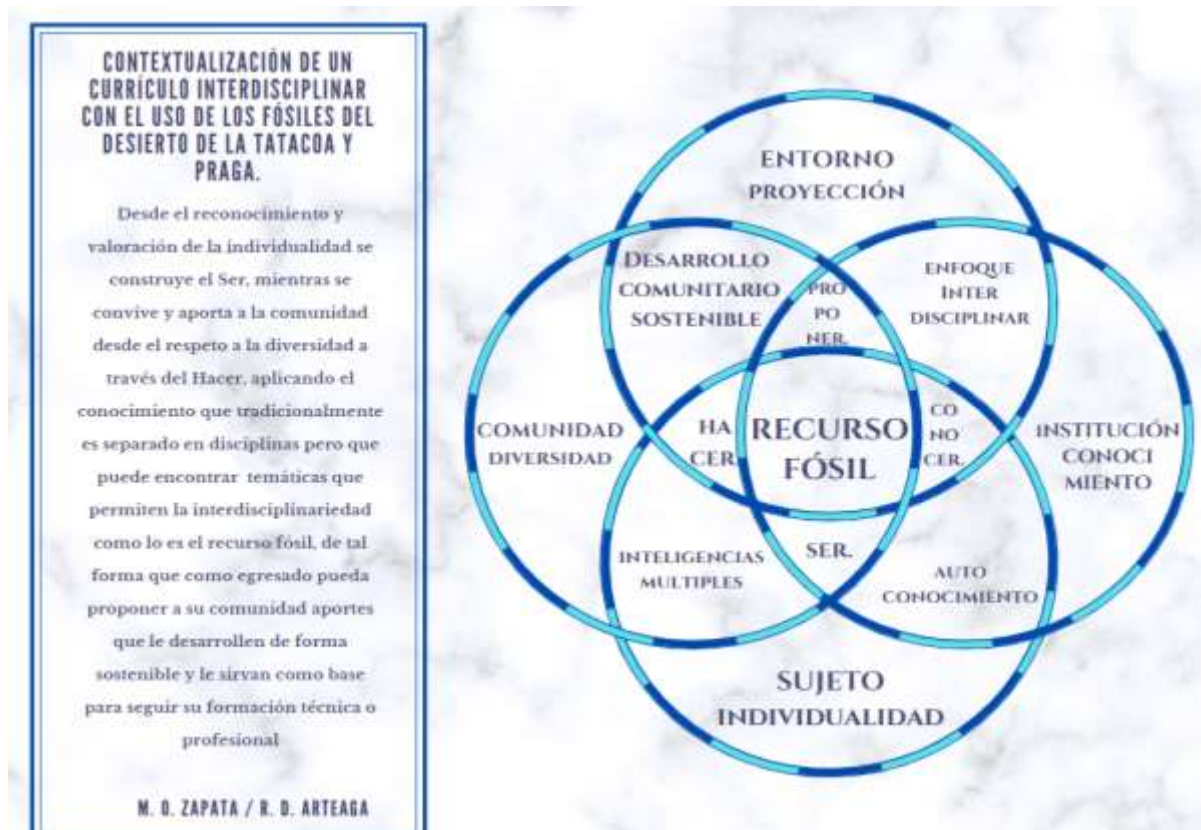 CONTEXTUALIZACIÓN DE UN
CURRÍCULO INTERDISCIPLINAR
CON EL USO DE LOS FÓSILES DEL
DESIERTO DE LA TATACOA Y
PRAGA.
Desde el reconocimiento y
valoración de la individualidad se
construye el Ser, mientras se
convive y aporta a la comunidad
desde el respeto a la diversidad a
través del Hacer, aplicando el
conocimiento que tradicionalmente
es separado en disciplinas pero que
puede encontrar temáticas que
permiten la interdisciplinariedad
como lo es el recurso fósil, de tal
forma que como egresado pueda
proponer a su comunidad aportes
que le desarrollen de forma
sostenible y le sirvan como base
para seguir su formación técnica o
profesional
M. O. ZAPATA / R. D. ARTEAGA
ENTORNO
PROYECCIÓN
DESARROLLO
COMUNITARIO
SOSTENIBLE
PRO
PO
NER.
ENFOQUE
INTER
DISCIPLINAR
COMUNIDAD
DIVERSIDAD
HA
CER.
RECURSO
FÓSIL
CO
NO
CER.
INSTITUCIÓN
CONOCI
MIENTO
INTELIGENCIAS
MULTIPLES
SER.
AUTO
CONOCIMIENTO
SUJETO
INDIVIDUALIDAD